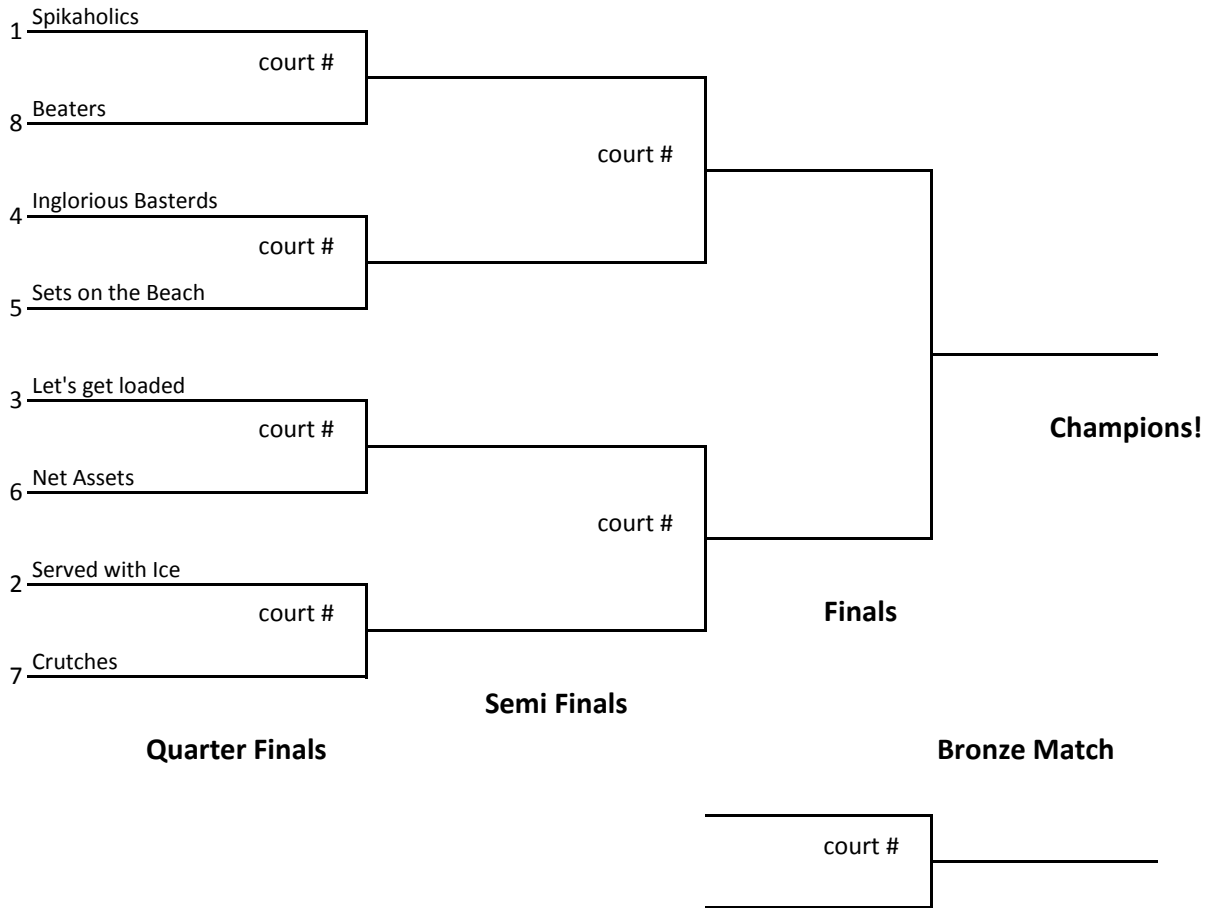 Spikaholics
1
court #
Beaters
8
court #
Inglorious Basterds
4
court #
Sets on the Beach
5
Let's get loaded
3
court #
Champions!
Net Assets
6
court #
Served with Ice
2
court #
Finals
Crutches
7
Semi Finals
Quarter Finals
Bronze Match
court #